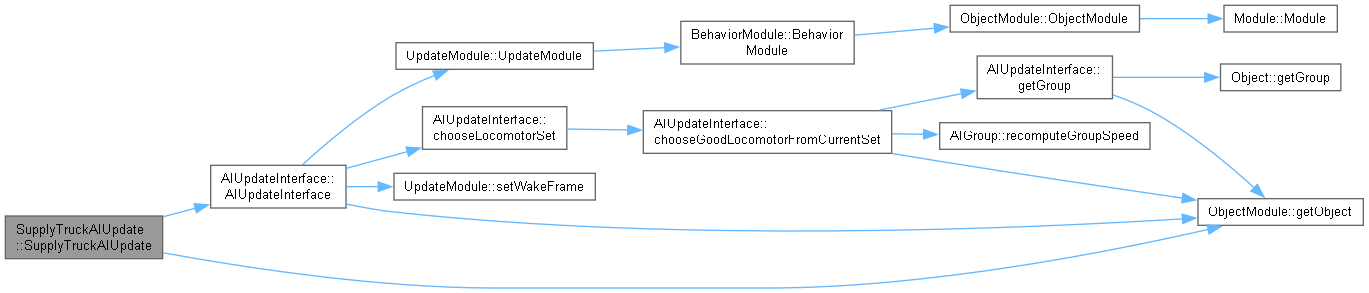 ObjectModule::ObjectModule
Module::Module
BehaviorModule::Behavior
Module
UpdateModule::UpdateModule
AIUpdateInterface::
getGroup
Object::getGroup
AIUpdateInterface::
chooseLocomotorSet
AIUpdateInterface::
chooseGoodLocomotorFromCurrentSet
AIGroup::recomputeGroupSpeed
AIUpdateInterface::
AIUpdateInterface
UpdateModule::setWakeFrame
ObjectModule::getObject
SupplyTruckAIUpdate
::SupplyTruckAIUpdate